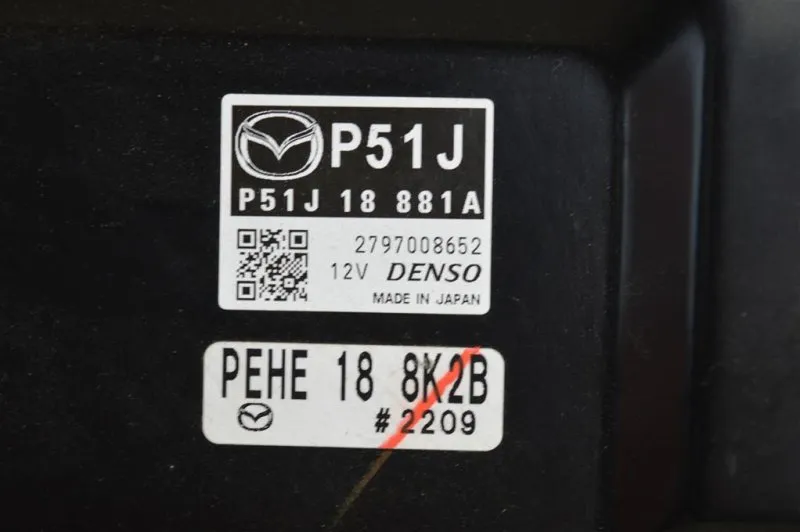 P51J
P51J 18 881A
2797008652
12V DENSO
MADE IN JAPAN
PEHE 18 8K2B
#2209